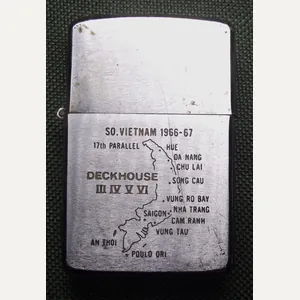 SO. VIETNAM 1966-67
17th PARALLEL
HUE
DA NANG
CHU LAI
DECKHOUSE
III IV V VI
SONG CAU
VUNG RO BAY
NHA TRANG
SAIGON
CAM RANH
VUNG TAU
AN THOI
POULO OBI